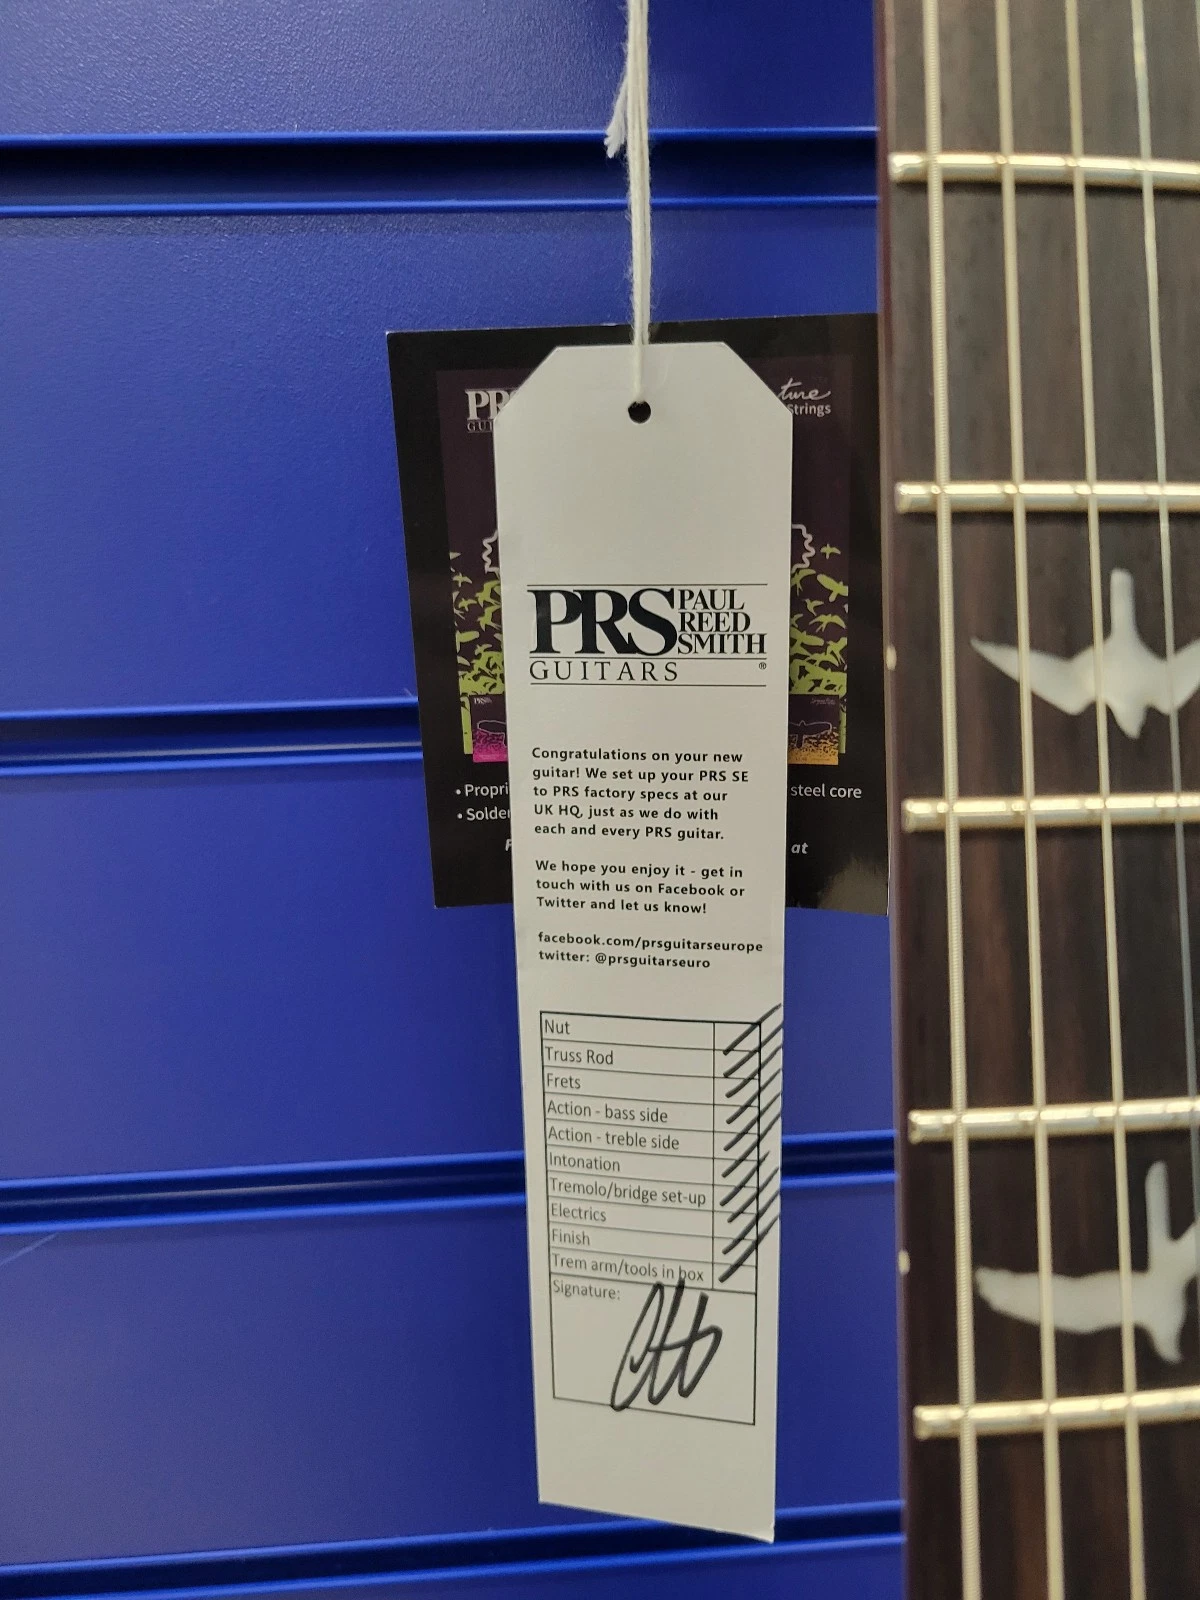 PRS PAUL
REED
SMITH
GUITARS ®
Congratulations on your new
guitar! We set up your PRS SE
to PRS factory specs at our
UK HQ, just as we do with
each and every PRS guitar.
We hope you enjoy it - get in
touch with us on Facebook or
Twitter and let us know!
facebook.com/prsguitarseurope
twitter: @prsguitarseuro
Nut
Truss Rod
Frets
Action - bass side
Action - treble side
Intonation
Tremolo/bridge set-up
Electrics
Finish
Trem arm/tools in box
Signature:
Strings
steel core
at